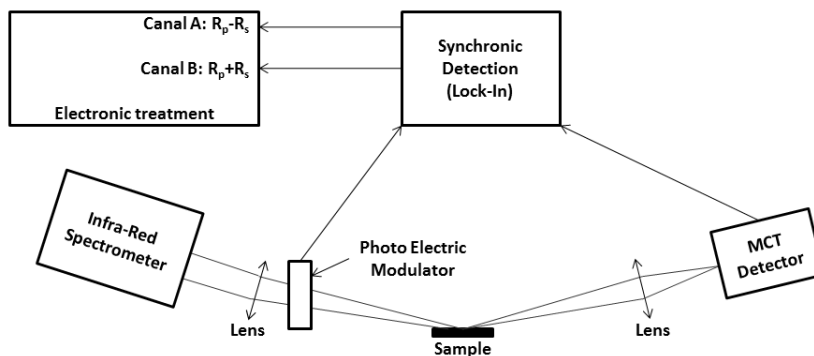 Canal A: Rp-Rs
Canal B: Rp+Rs
Electronic treatment
Synchronic
Detection
(Lock-In)
Infra-Red
Spectrometer
Photo Electric
Modulator
MCT
Detector
Lens
Lens
Sample